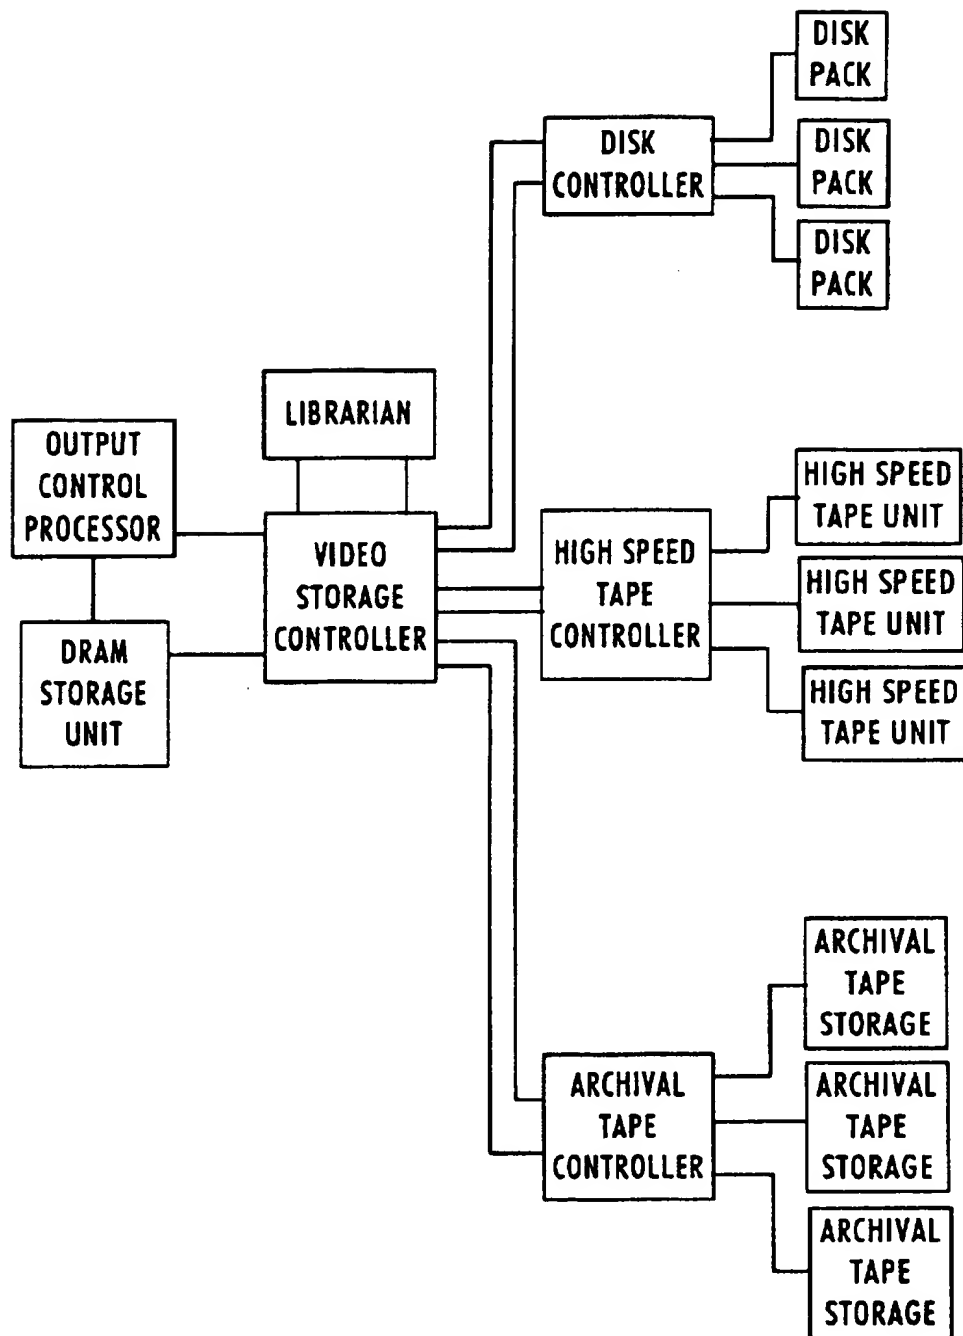 DISK
PACK
DISK
CONTROLLER
DISK
PACK
DISK
PACK
LIBRARIAN
OUTPUT
CONTROL
PROCESSOR
VIDEO
STORAGE
CONTROLLER
DRAM
STORAGE
UNIT
HIGH SPEED
TAPE
CONTROLLER
HIGH SPEED
TAPE UNIT
HIGH SPEED
TAPE UNIT
HIGH SPEED
TAPE UNIT
ARCHIVAL
TAPE
CONTROLLER
ARCHIVAL
TAPE
STORAGE
ARCHIVAL
TAPE
STORAGE
ARCHIVAL
TAPE
STORAGE